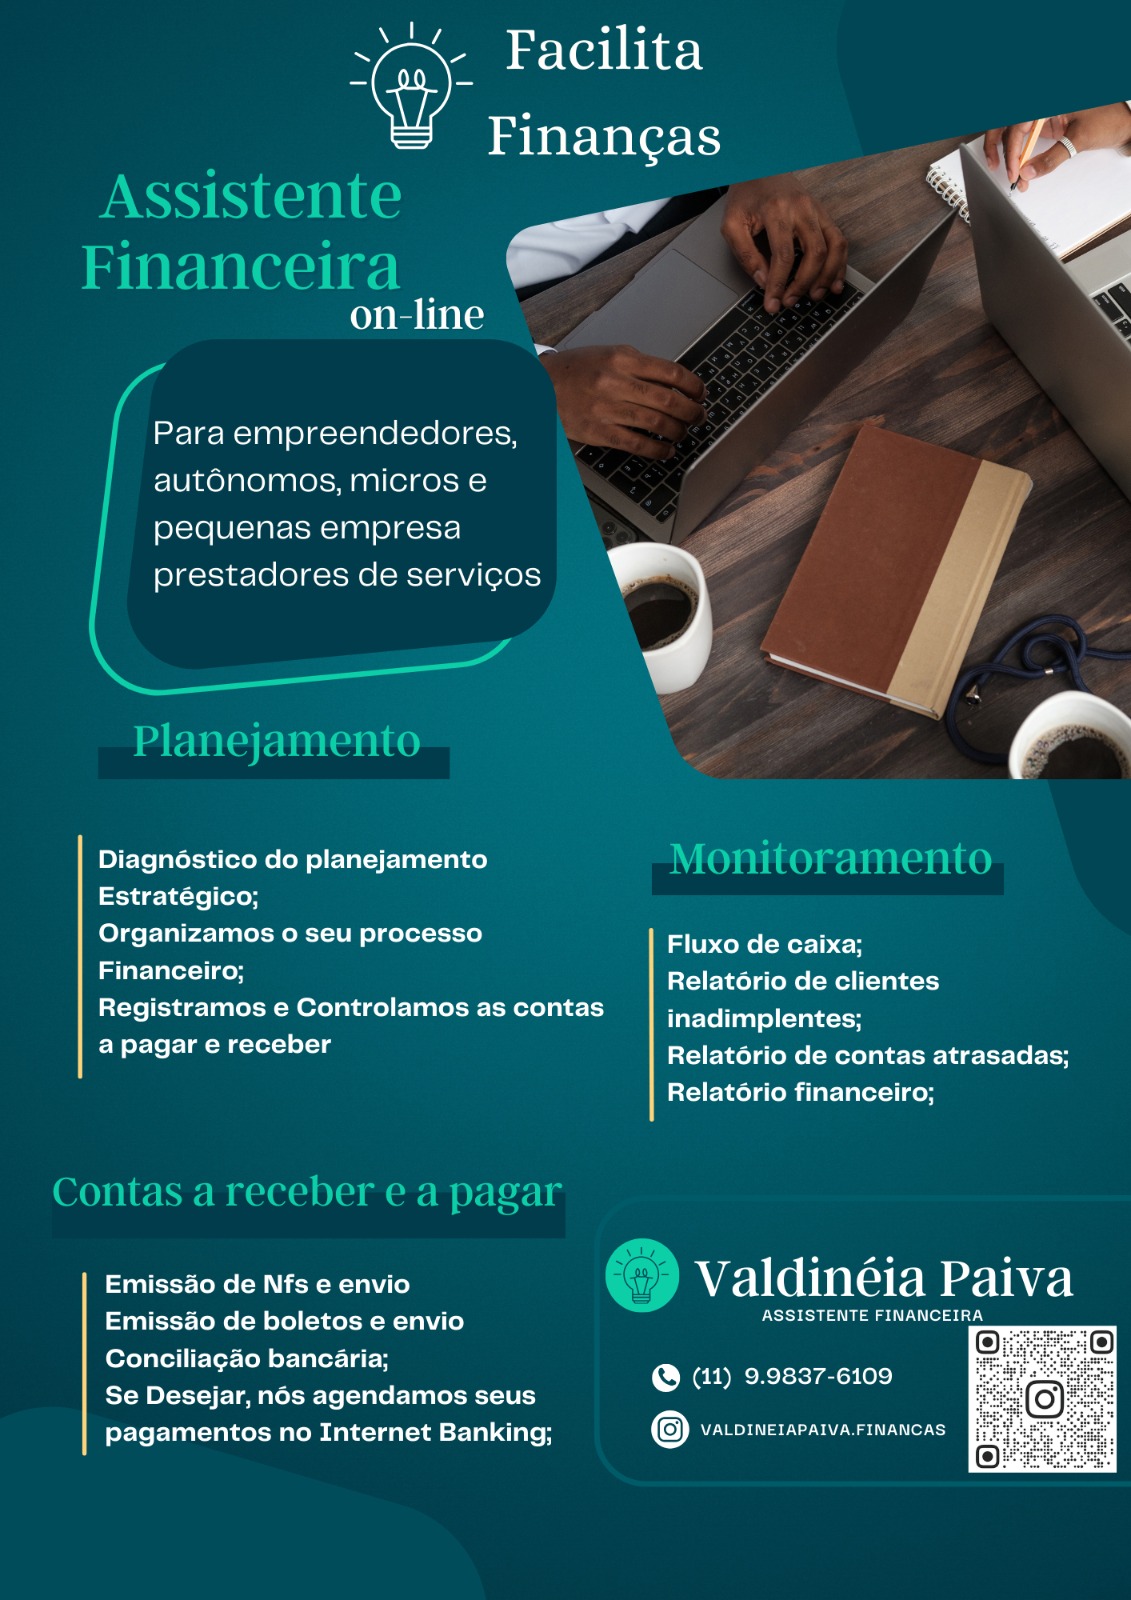 Facilita
Finanças
Assistente
Financeira
on-line
Para empreendedores,
autônomos, micros e
pequenas empresa
prestadores de serviços
Planejamento
Diagnóstico do planejamento
Estratégico;
Organizamos o seu processo
Financeiro;
Registramos e Controlamos as contas
a pagar e receber
Monitoramento
Fluxo de caixa;
Relatório de clientes
inadimplentes;
Relatório de contas atrasadas;
Relatório financeiro;
Contas a receber e a pagar
Emissão de Nfs e envio
Emissão de boletos e envio
Conciliação bancária;
Se Desejar, nós agendamos seus
pagamentos no Internet Banking;
Valdinéia Paiva
ASSISTENTE FINANCEIRA
(11) 9.9837-6109
VALDINEIAPAIVA.FINANCAS